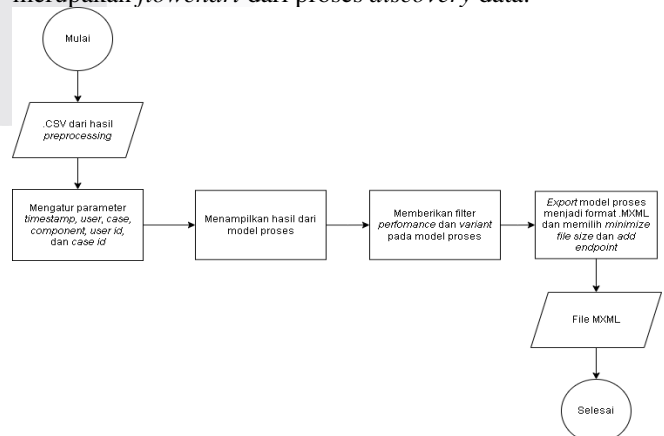 merupakan flowchart dari proses discovery data.
Mulai
.CSV dari hasil
preprocessing
Mengatur parameter
timestamp, user, case,
component, user id,
dan case id
Menampilkan hasil dari
model proses
Memberikan filter
perfomance dan variant
pada model proses
Export model proses
menjadi format .MXML
dan memilih minimize
file size dan add
endpoint
File MXML
Selesai